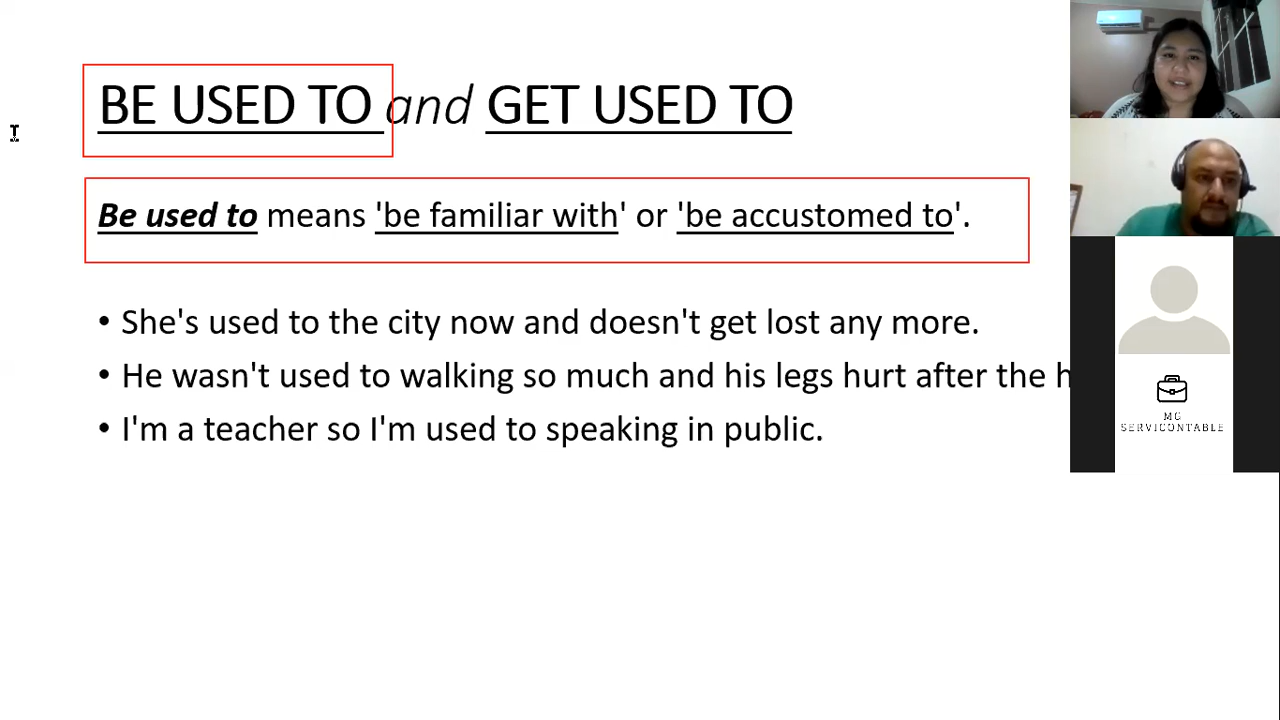 BE USED TO and GET USED TO
Be used to means 'be familiar with' or 'be accustomed to'.
• She's used to the city now and doesn't get lost any more.
• He wasn't used to walking so much and his legs hurt after the
• I'm a teacher so I'm used to speaking in public.
MG
SERVICONTABLE